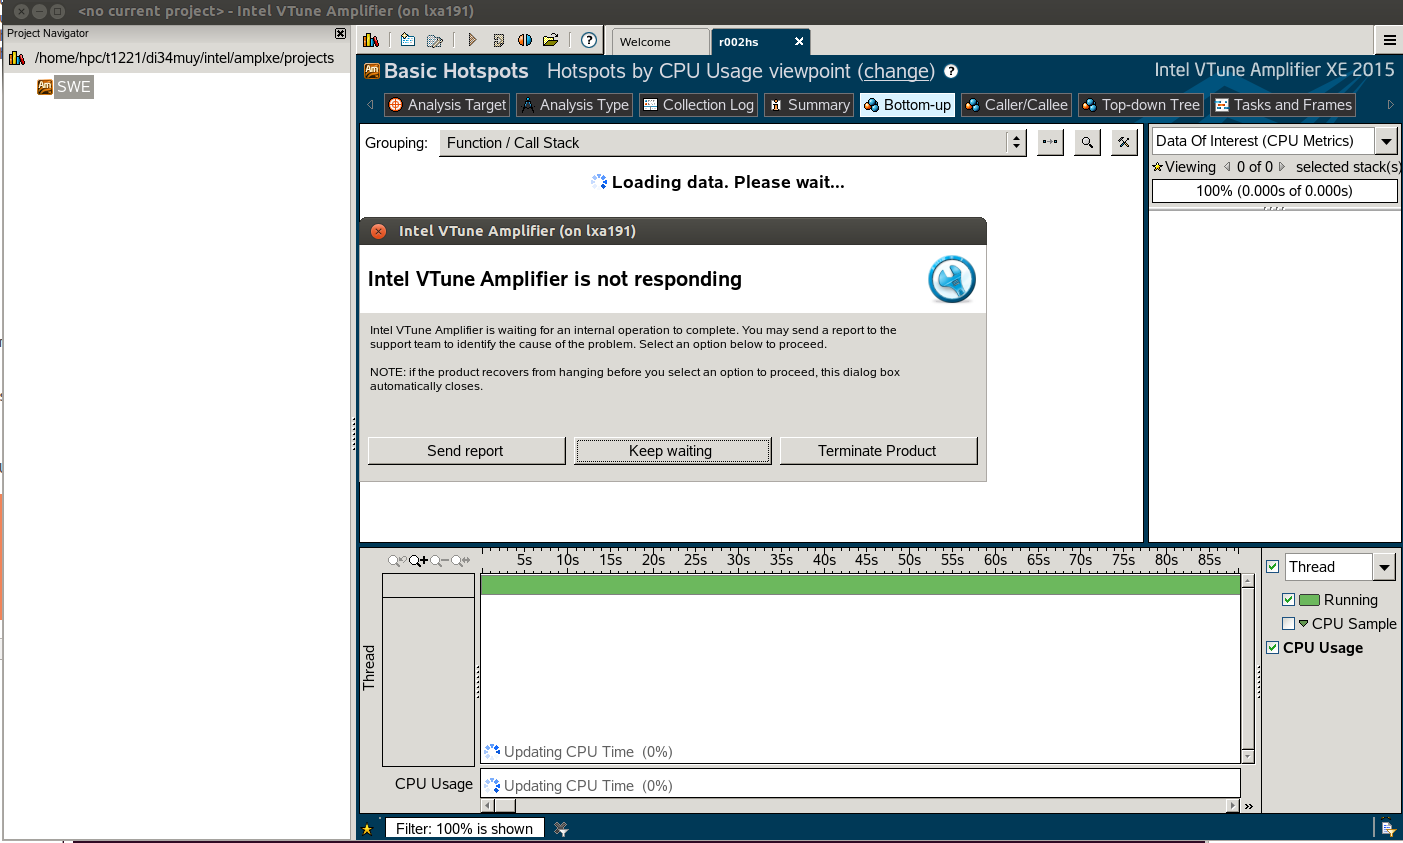 <no current project> - Intel VTune Amplifier (on lxa191)
Project Navigator
/home/hpc/t1221/di34muy/intel/amplxe/projects
SWE
Welcome
r002hs
Basic Hotspots Hotspots by CPU Usage viewpoint (change)
Intel VTune Amplifier XE 2015
Analysis Target
Analysis Type
Collection Log
Summary
Bottom-up
Caller/Callee
Top-down Tree
Tasks and Frames
Grouping: Function / Call Stack
Loading data. Please wait...
Data Of Interest (CPU Metrics)
Viewing 0 of 0 selected stack(s)
100% (0.000s of 0.000s)
Intel VTune Amplifier (on lxa191)
Intel VTune Amplifier is not responding
Intel VTune Amplifier is waiting for an internal operation to complete. You may send a report to the
support team to identify the cause of the problem. Select an option below to proceed.
NOTE: if the product recovers from hanging before you select an option to proceed, this dialog box
automatically closes.
Send report
Keep waiting
Terminate Product
5s 10s 15s 20s 25s 30s 35s 40s 45s 50s 55s 60s 65s 70s 75s 80s 85s
Thread
Updating CPU Time (0%)
CPU Usage
Updating CPU Time (0%)
Thread
Running
CPU Sample
CPU Usage
Filter: 100% is shown